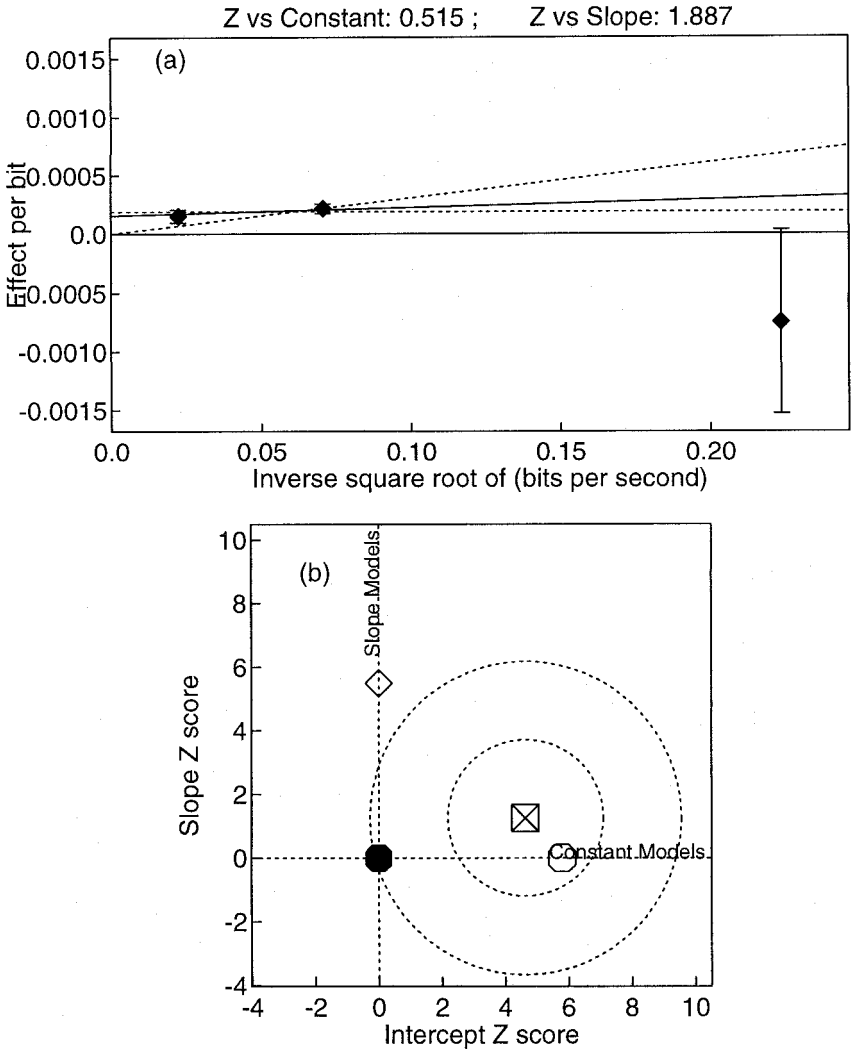 Z vs Constant: 0.515 ; Z vs Slope: 1.887
(a)
0.0015
0.0010
0.0005
0.0
-0.0005
-0.0010
-0.0015
Effect per bit
0.0 0.05 0.10 0.15 0.20
Inverse square root of (bits per second)
(b)
Slope Models
10
8
6
4
2
0
-2
-4
Slope Z score
Constant Models
-4 -2 0 2 4 6 8 10
Intercept Z score